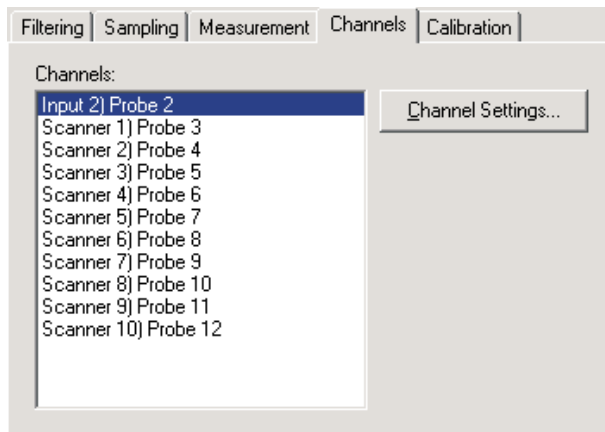 Filtering Sampling Measurement Channels Calibration
Channels:
Input 2) Probe 2
Channel Settings...
Scanner 1) Probe 3
Scanner 2) Probe 4
Scanner 3) Probe 5
Scanner 4) Probe 6
Scanner 5) Probe 7
Scanner 6) Probe 8
Scanner 7) Probe 9
Scanner 8) Probe 10
Scanner 9) Probe 11
Scanner 10) Probe 12